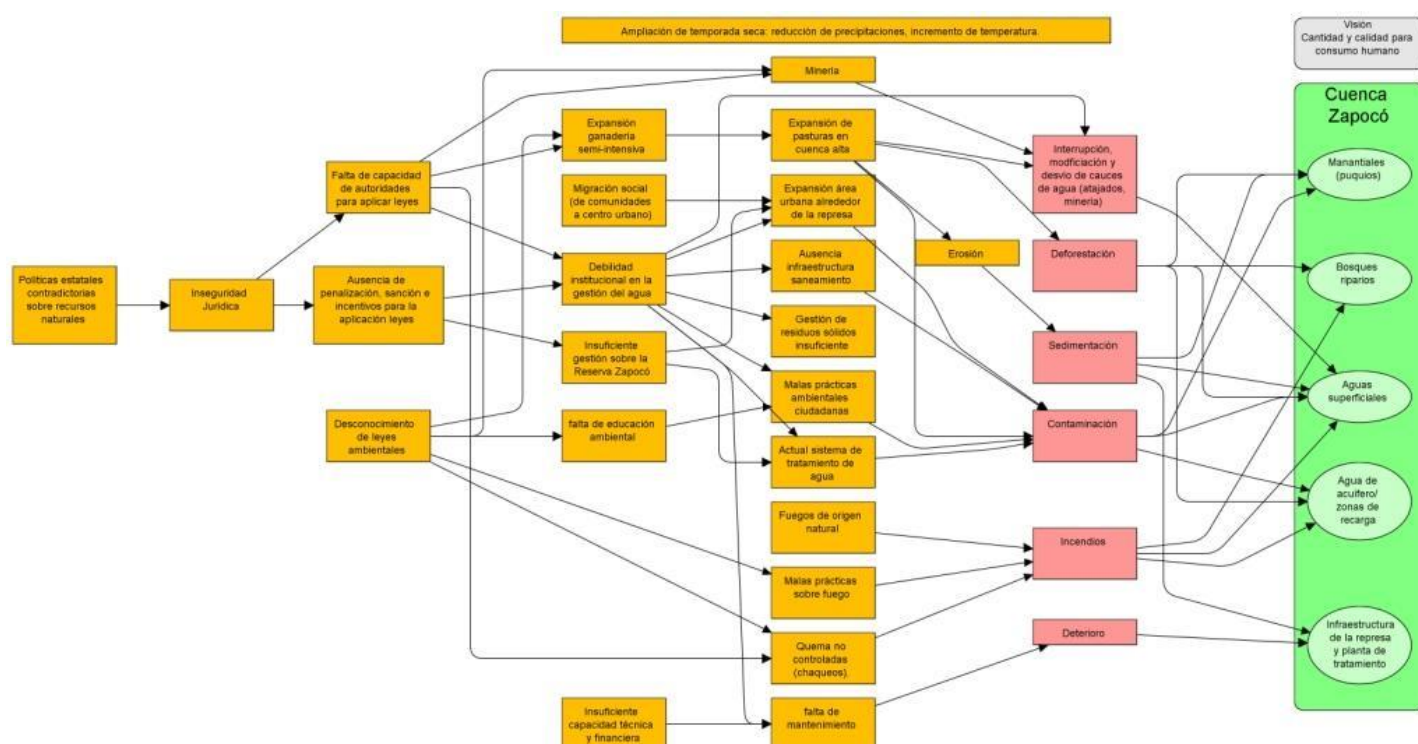 Ampliación de temporada seca: reducción de precipitaciones, incremento de temperatura.
Visión
Cantidad y calidad para
consumo humano
Cuenca
Zapocó
Minería
Expansión
ganadería
semi-intensiva
Expansión de
pasturas en
cuenca alta
Interrupción,
modficiación y
desvio de cauces
de agua (atajados,
minería)
Manantiales
(puquios)
Falta de capacidad
de autoridades
para aplicar leyes
Migración social
(de comunidades
a centro urbano)
Expansión área
urbana alrededor
de la represa
Erosión
Deforestación
Bosques
riparios
Políticas estatales
contradictorias
sobre recursos
naturales
Inseguridad
Jurídica
Ausencia de
penalización, sanción e
incentivos para la
aplicación leyes
Debilidad
institucional en la
gestión del agua
Ausencia
infraestructura
saneamiento
Gestión de
residuos sólidos
insuficiente
Insuficiente
gestión sobre la
Reserva Zapocó
Sedimentación
Aguas
superficiales
Desconocimiento
de leyes
ambientales
falta de educación
ambiental
Malas prácticas
ambientales
ciudadanas
Actual sistema de
tratamiento de
agua
Contaminación
Agua de
acuífero/
zonas de
recarga
Fuegos de origen
natural
Incendios
Malas prácticas
sobre fuego
Quema no
controladas
(chaqueos),
Deterioro
Infraestructura
de la represa
y planta de
tratamiento
Insuficiente
capacidad técnica
y financiera
falta de
mantenimiento